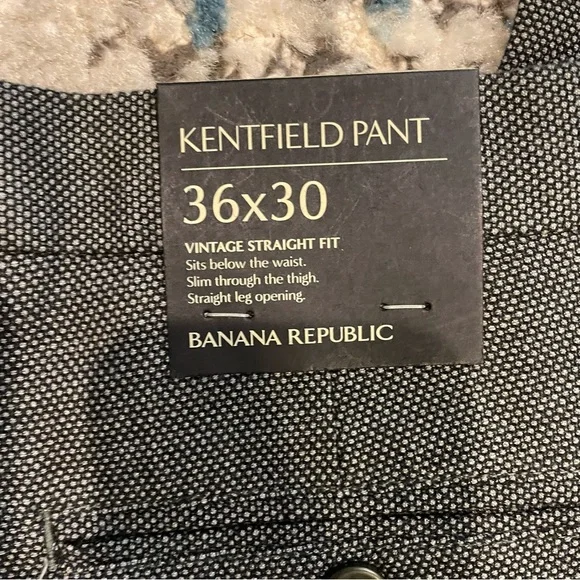 KENTFIELD PANT
36x30
VINTAGE STRAIGHT FIT
Sits below the waist.
Slim through the thigh.
Straight leg opening.
BANANA REPUBLIC